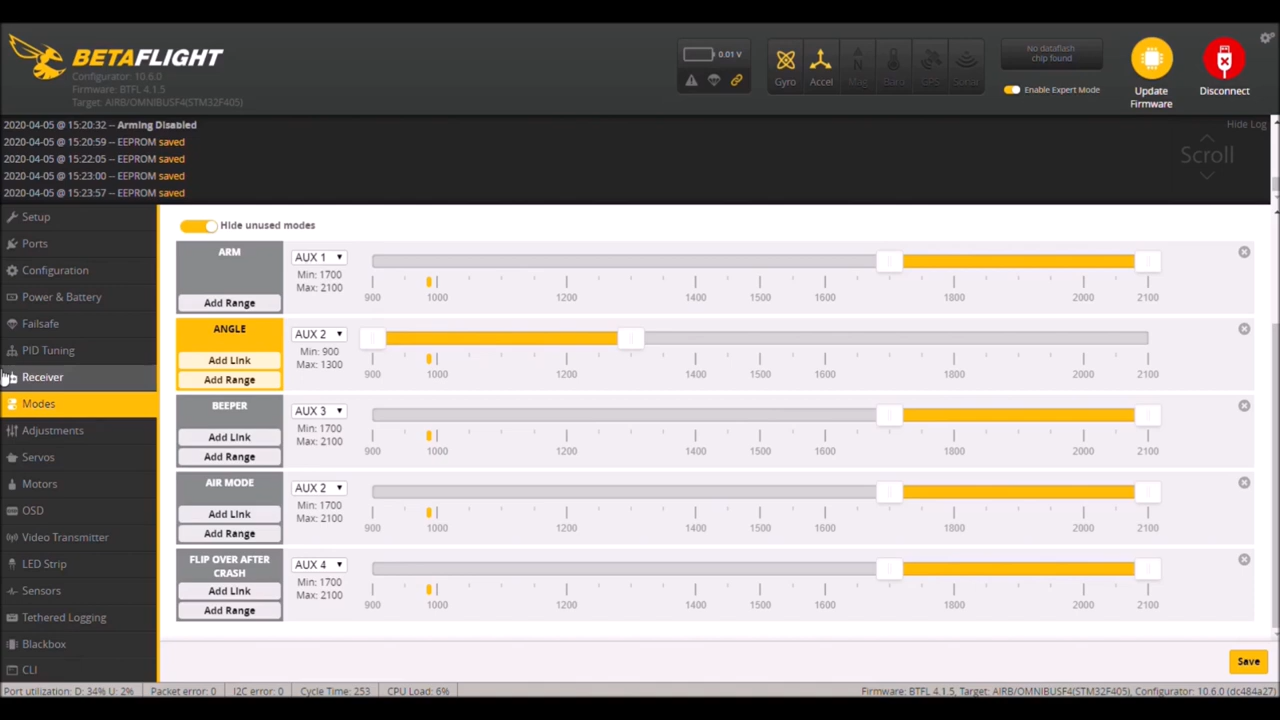 BETAFLIGHT
Configurator: 10.6.0
Firmware: BTFL 4.1.5
Target: AIRB/OMNIBUSF4(STM32F405)
0.01 V
Gyro
Accel
Mag
Baro
GPS
Sonar
No dataflash
chip found
Enable Expert Mode
Update
Firmware
Disconnect
2020-04-05 @ 15:20:32 -- Arming Disabled
2020-04-05 @ 15:20:59 -- EEPROM saved
2020-04-05 @ 15:22:05 -- EEPROM saved
2020-04-05 @ 15:23:00 -- EEPROM saved
2020-04-05 @ 15:23:57 -- EEPROM saved
Hide Log
Scroll
Setup
Ports
Configuration
Power & Battery
Failsafe
PID Tuning
Receiver
Modes
Adjustments
Servos
Motors
OSD
Video Transmitter
LED Strip
Sensors
Tethered Logging
Blackbox
CLI
Hide unused modes
ARM
Add Range
AUX 1
Min: 1700
Max: 2100
900 1000 1200 1400 1500 1600 1800 2000 2100
ANGLE
Add Link
Add Range
AUX 2
Min: 900
Max: 1300
900 1000 1200 1400 1500 1600 1800 2000 2100
BEEPER
Add Link
Add Range
AUX 3
Min: 1700
Max: 2100
900 1000 1200 1400 1500 1600 1800 2000 2100
AIR MODE
Add Link
Add Range
AUX 2
Min: 1700
Max: 2100
900 1000 1200 1400 1500 1600 1800 2000 2100
FLIP OVER AFTER
CRASH
Add Link
Add Range
AUX 4
Min: 1700
Max: 2100
900 1000 1200 1400 1500 1600 1800 2000 2100
Save
Port utilization: D: 34% U: 2%
Packet error: 0
I2C error: 0
Cycle Time: 253
CPU Load: 6%
Firmware: BTFL 4.1.5, Target: AIRB/OMNIBUSF4(STM32F405), Configurator: 10.6.0 (dc484a27)